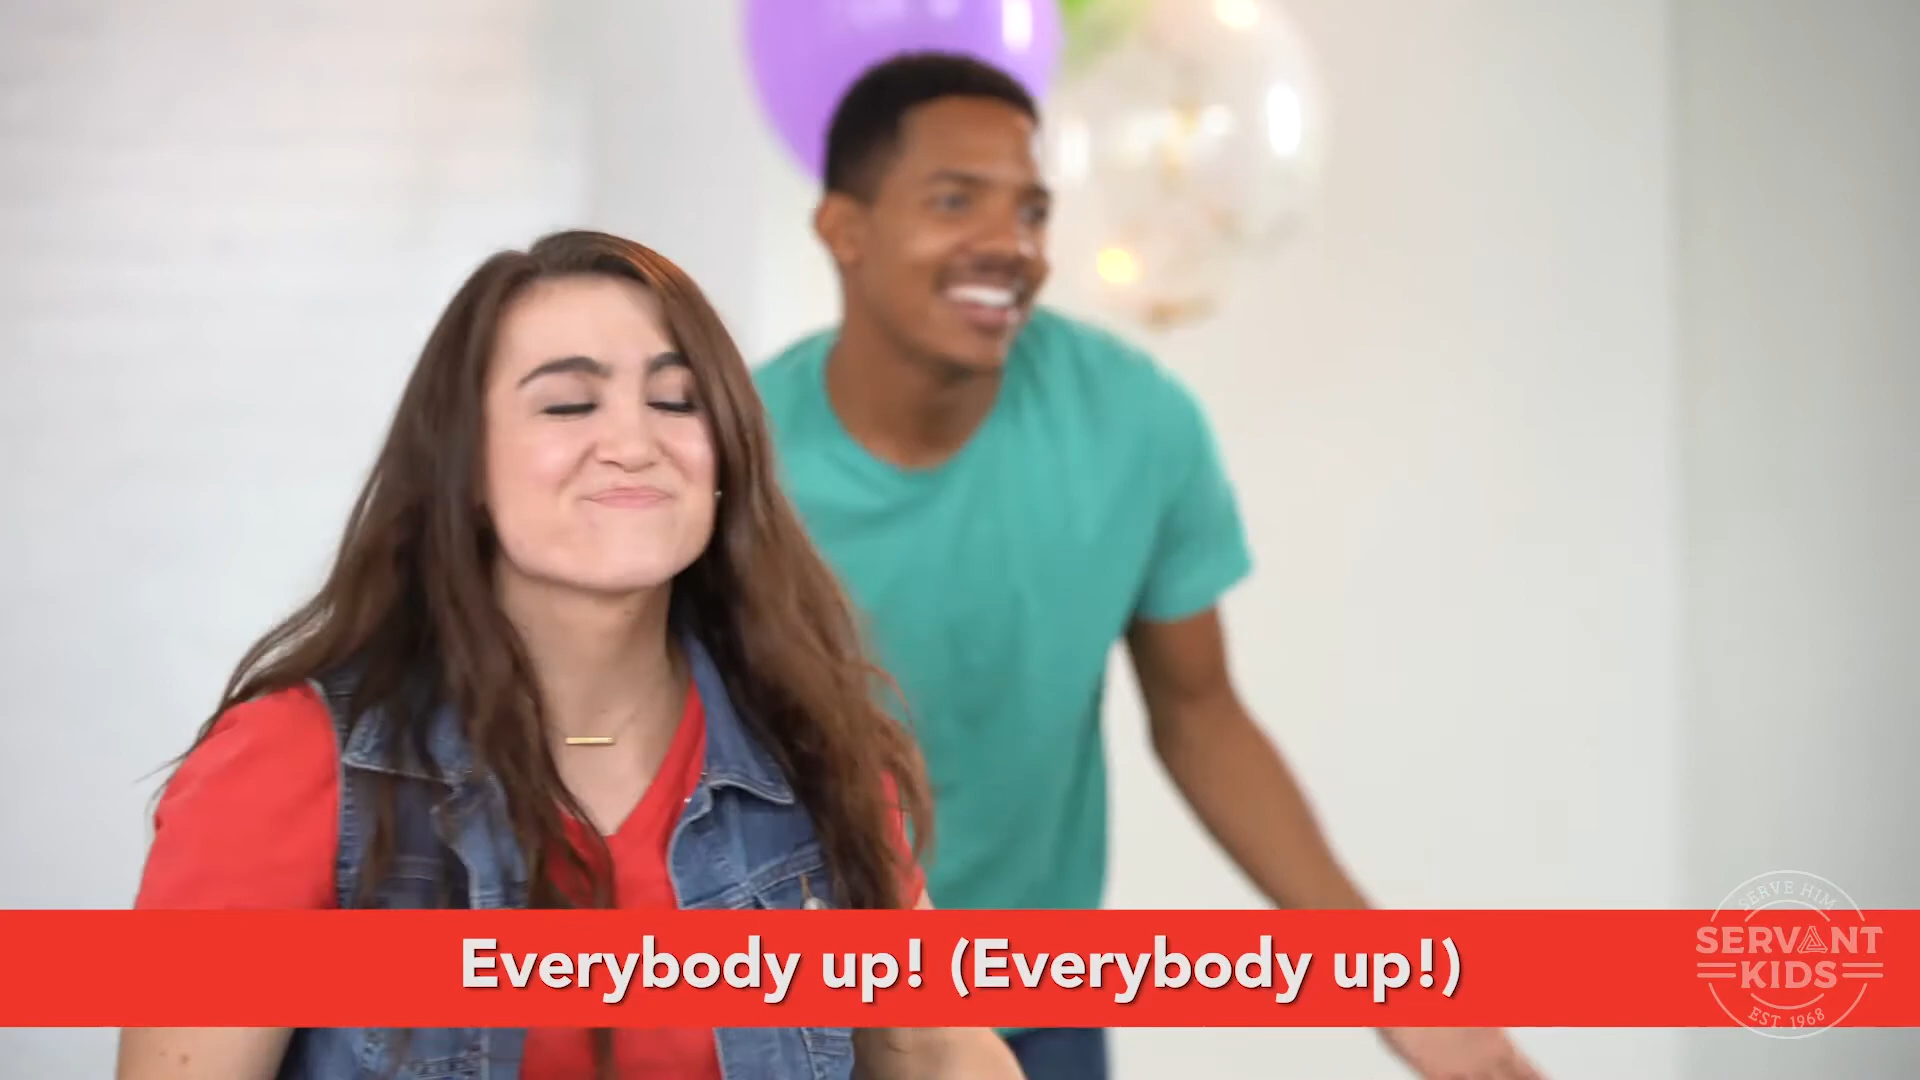 Everybody up! (Everybody up!)
SERVE HIM
SERVANT
KIDS
EST. 1968